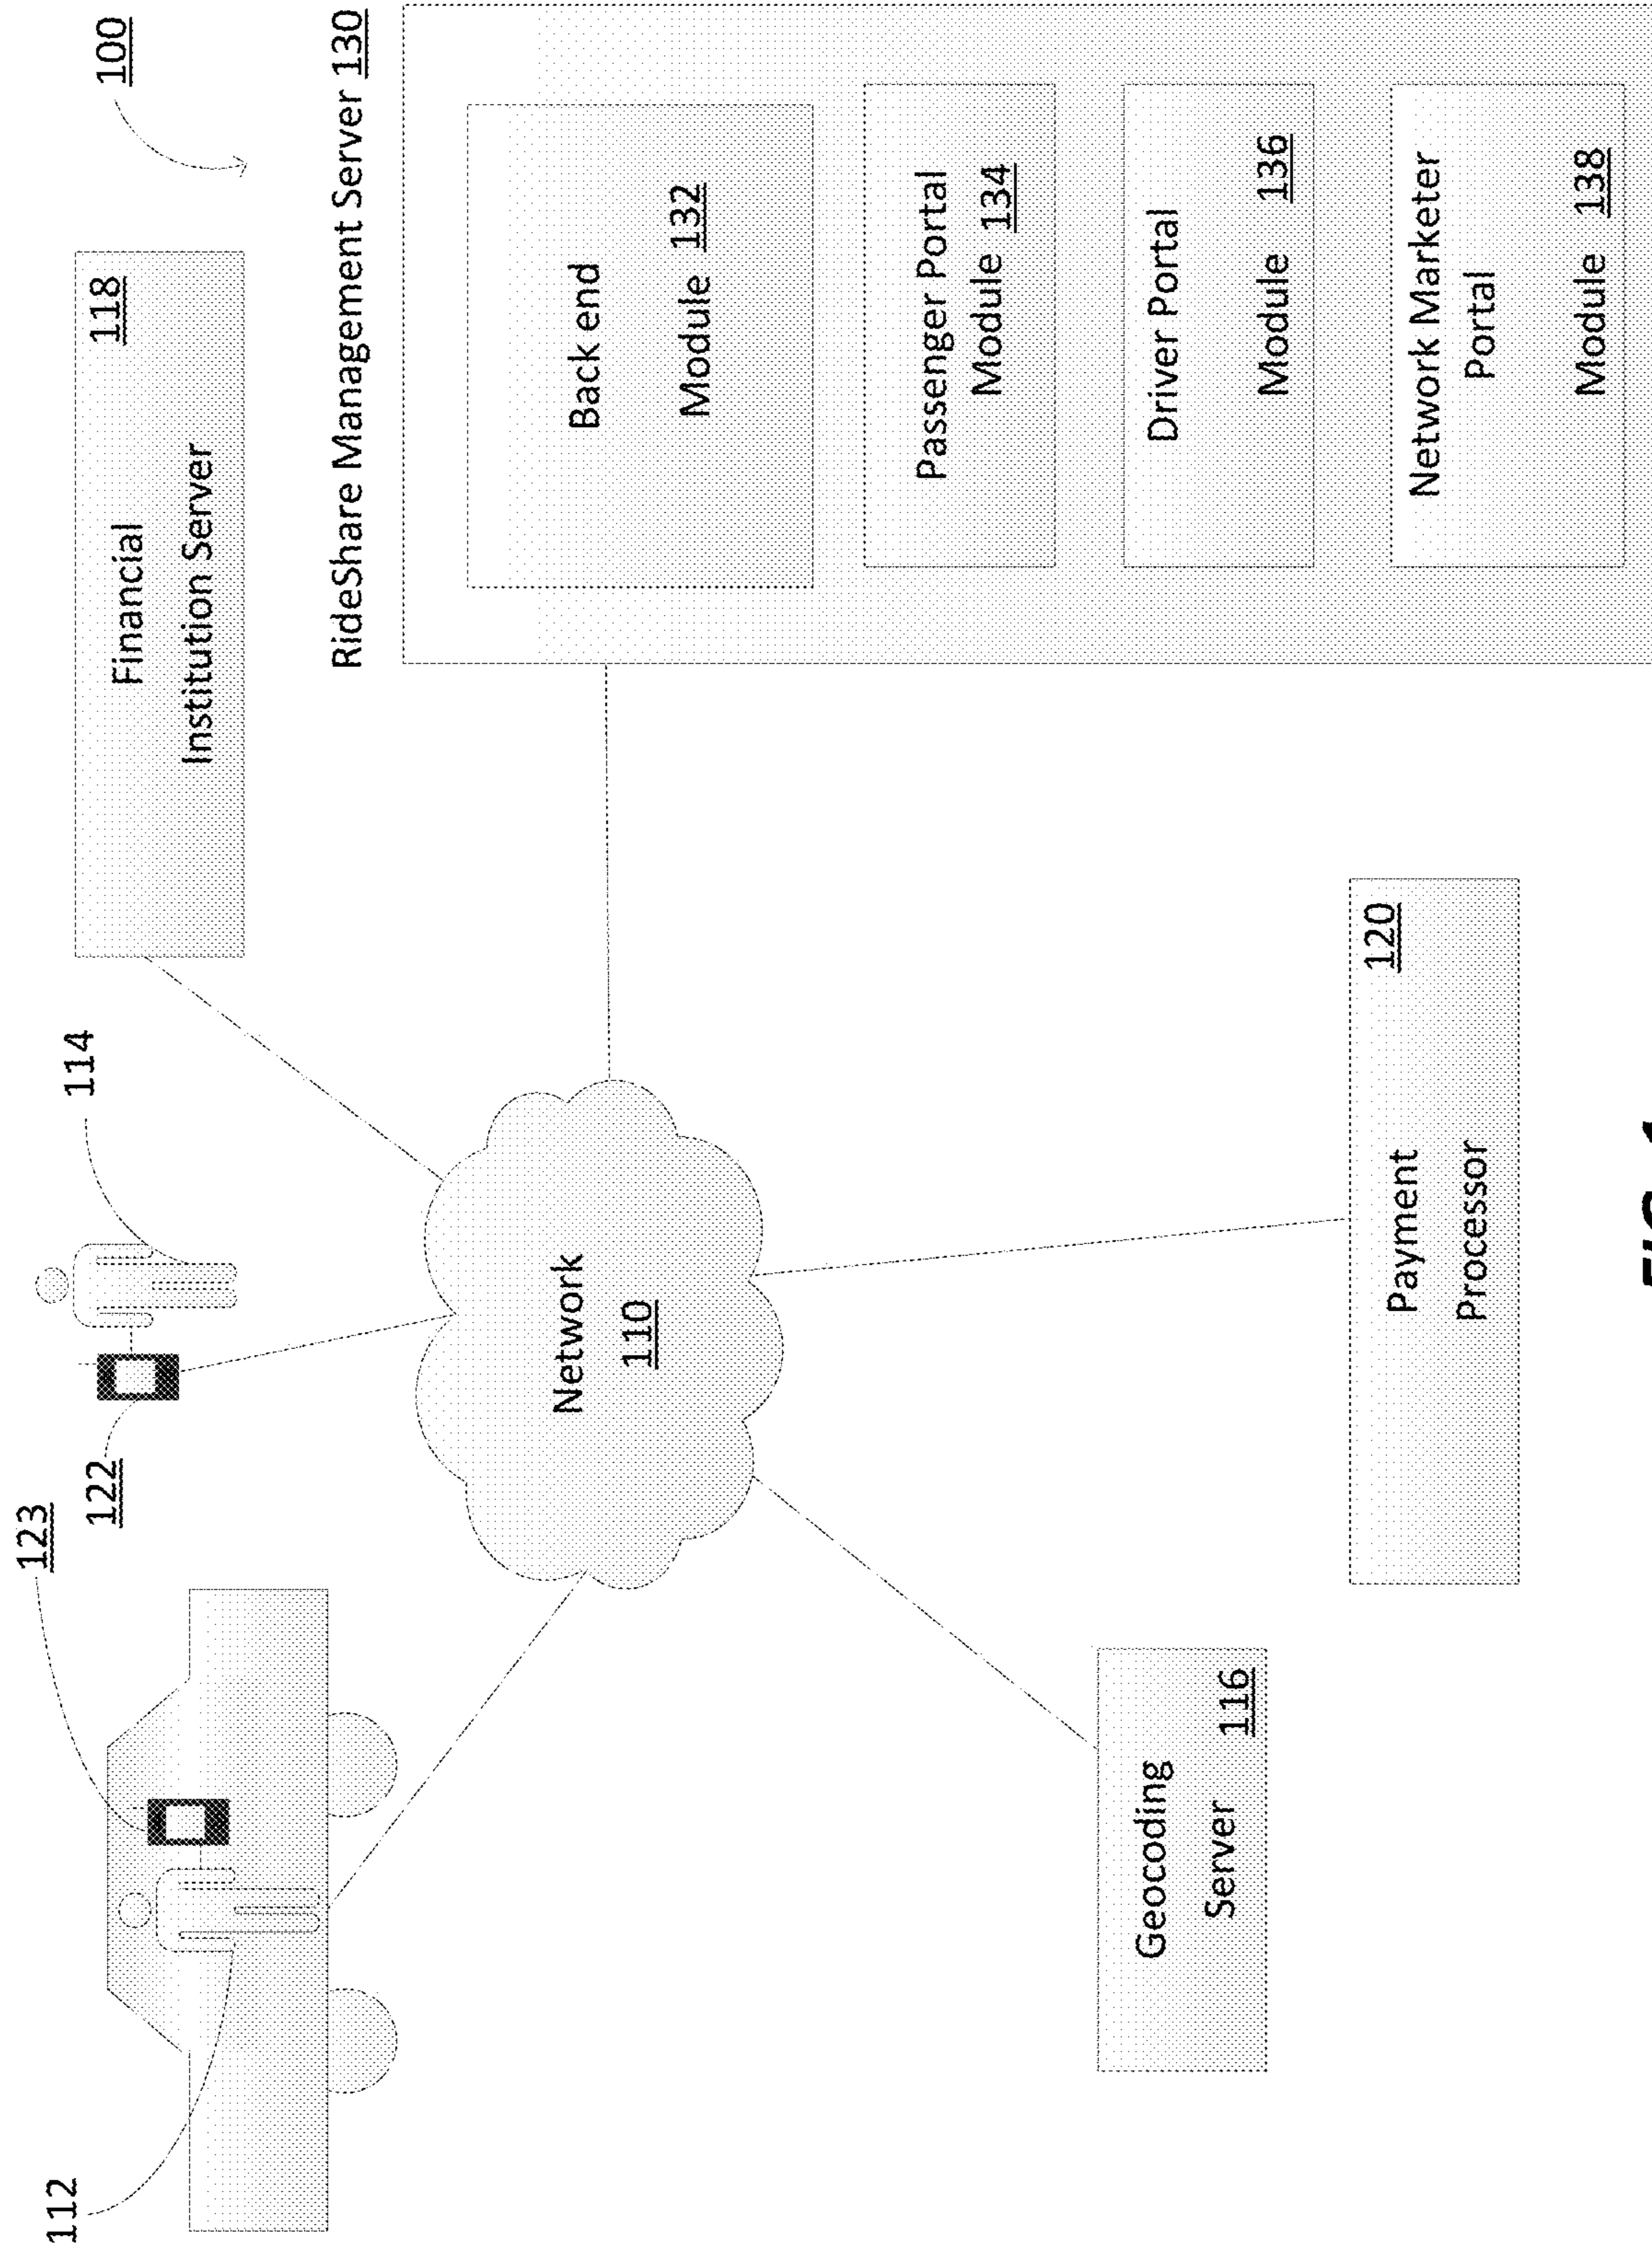 100
123
122
114
112
Financial
Institution Server
118
RideShare Management Server 130
Back end
Module 132
Passenger Portal
Module 134
Driver Portal
Module 136
Network Marketer
Portal
Module 138
Network
110
Geocoding
Server 116
120
Payment
Processor